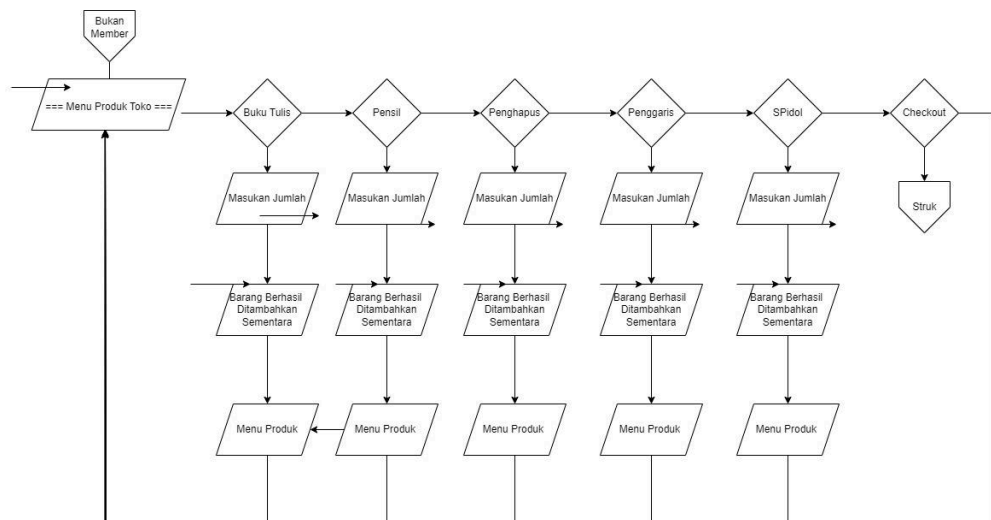 Bukan
Member
=== Menu Produk Toko ===
Buku Tulis
Pensil
Penghapus
Penggaris
SPidol
Checkout
Masukan Jumlah
Masukan Jumlah
Masukan Jumlah
Masukan Jumlah
Masukan Jumlah
Struk
Barang Berhasil
Ditambahkan
Sementara
Barang Berhasil
Ditambahkan
Sementara
Barang Berhasil
Ditambahkan
Sementara
Barang Berhasil
Ditambahkan
Sementara
Barang Berhasil
Ditambahkan
Sementara
Menu Produk
Menu Produk
Menu Produk
Menu Produk
Menu Produk